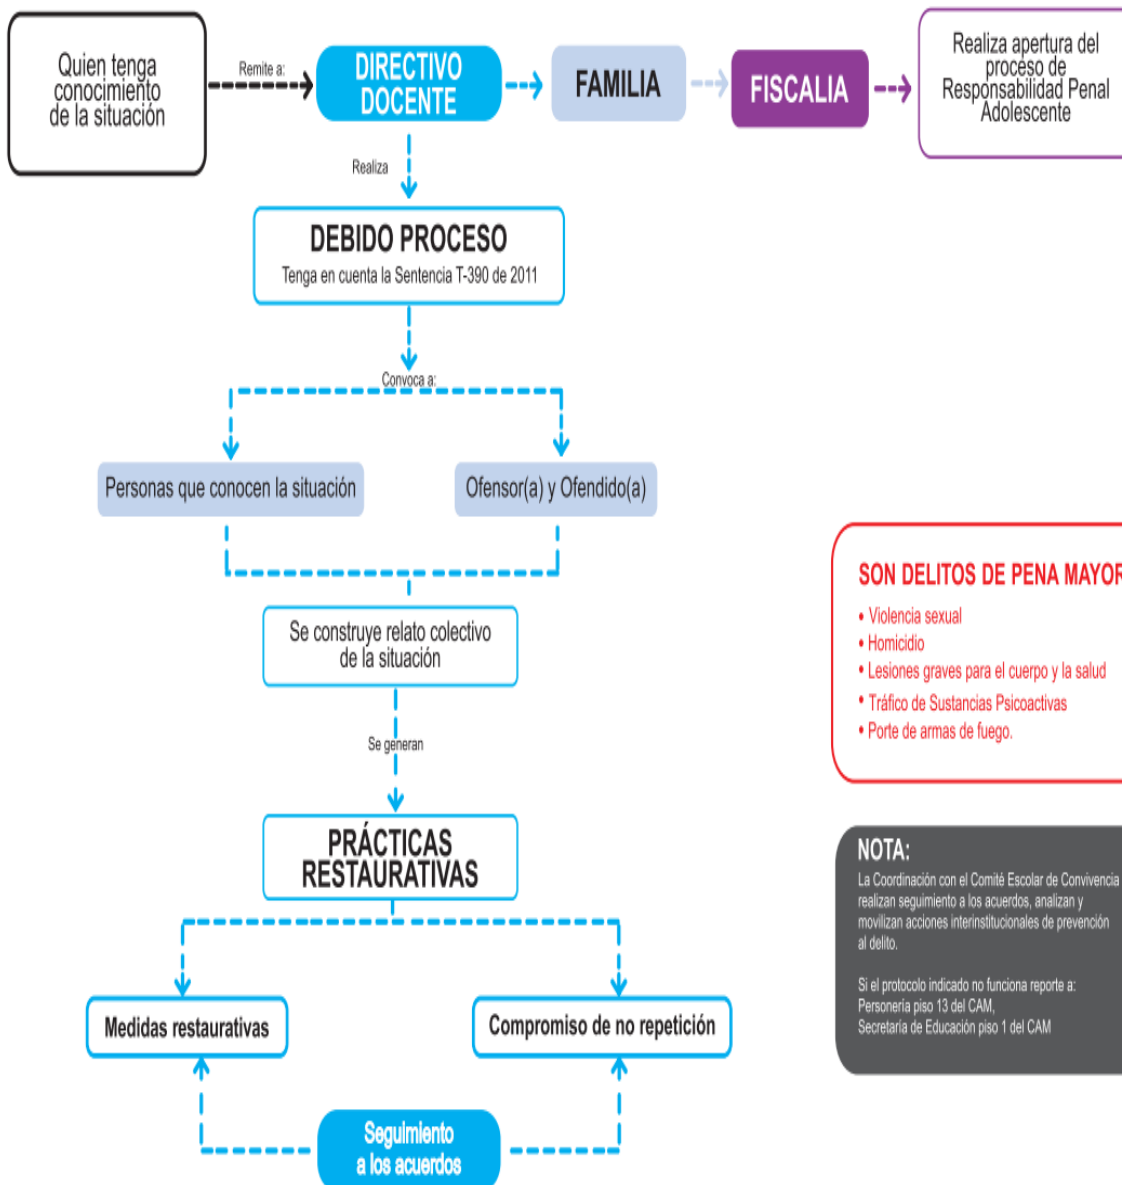 Quien tenga
conocimiento
de la situación
Remite a:
DIRECTIVO
DOCENTE
FAMILIA
FISCALIA
Realiza apertura del
proceso de
Responsabilidad Penal
Adolescente
Realiza
DEBIDO PROCESO
Tenga en cuenta la Sentencia T-390 de 2011
Convoca a:
Personas que conocen la situación
Ofensor(a) y Ofendido(a)
Se construye relato colectivo
de la situación
Se generan
PRÁCTICAS
RESTAURATIVAS
Medidas restaurativas
Compromiso de no repetición
Seguimiento
a los acuerdos
SON DELITOS DE PENA MAYOR
• Violencia sexual
• Homicidio
• Lesiones graves para el cuerpo y la salud
• Tráfico de Sustancias Psicoactivas
• Porte de armas de fuego.
NOTA:
La Coordinación con el Comité Escolar de Convivencia
realizan seguimiento a los acuerdos, analizan y
movilizan acciones interinstitucionales de prevención
al delito.
Si el protocolo indicado no funciona reporte a:
Personería piso 13 del CAM,
Secretaría de Educación piso 1 del CAM